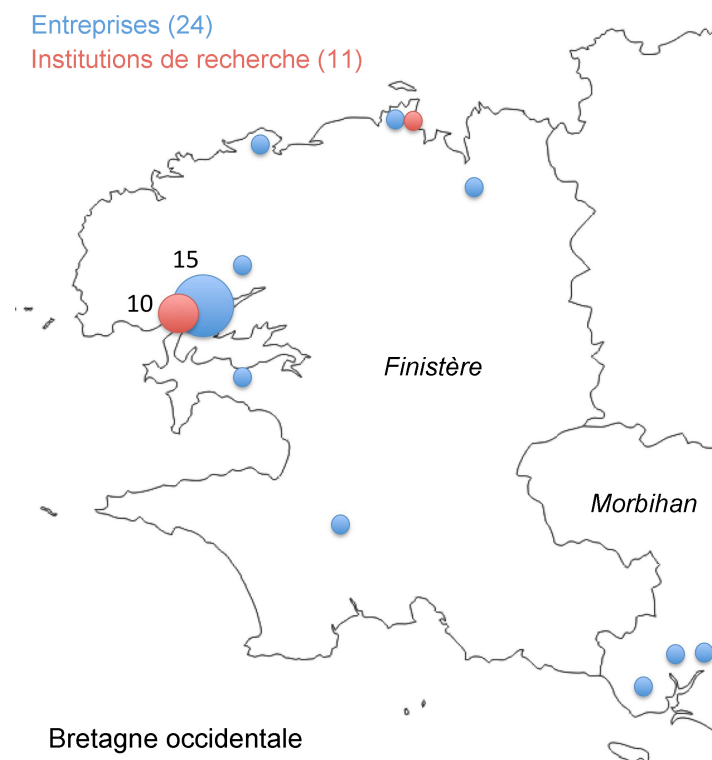 Entreprises (24)
Institutions de recherche (11)
15
10
Finistère
Morbihan
Bretagne occidentale